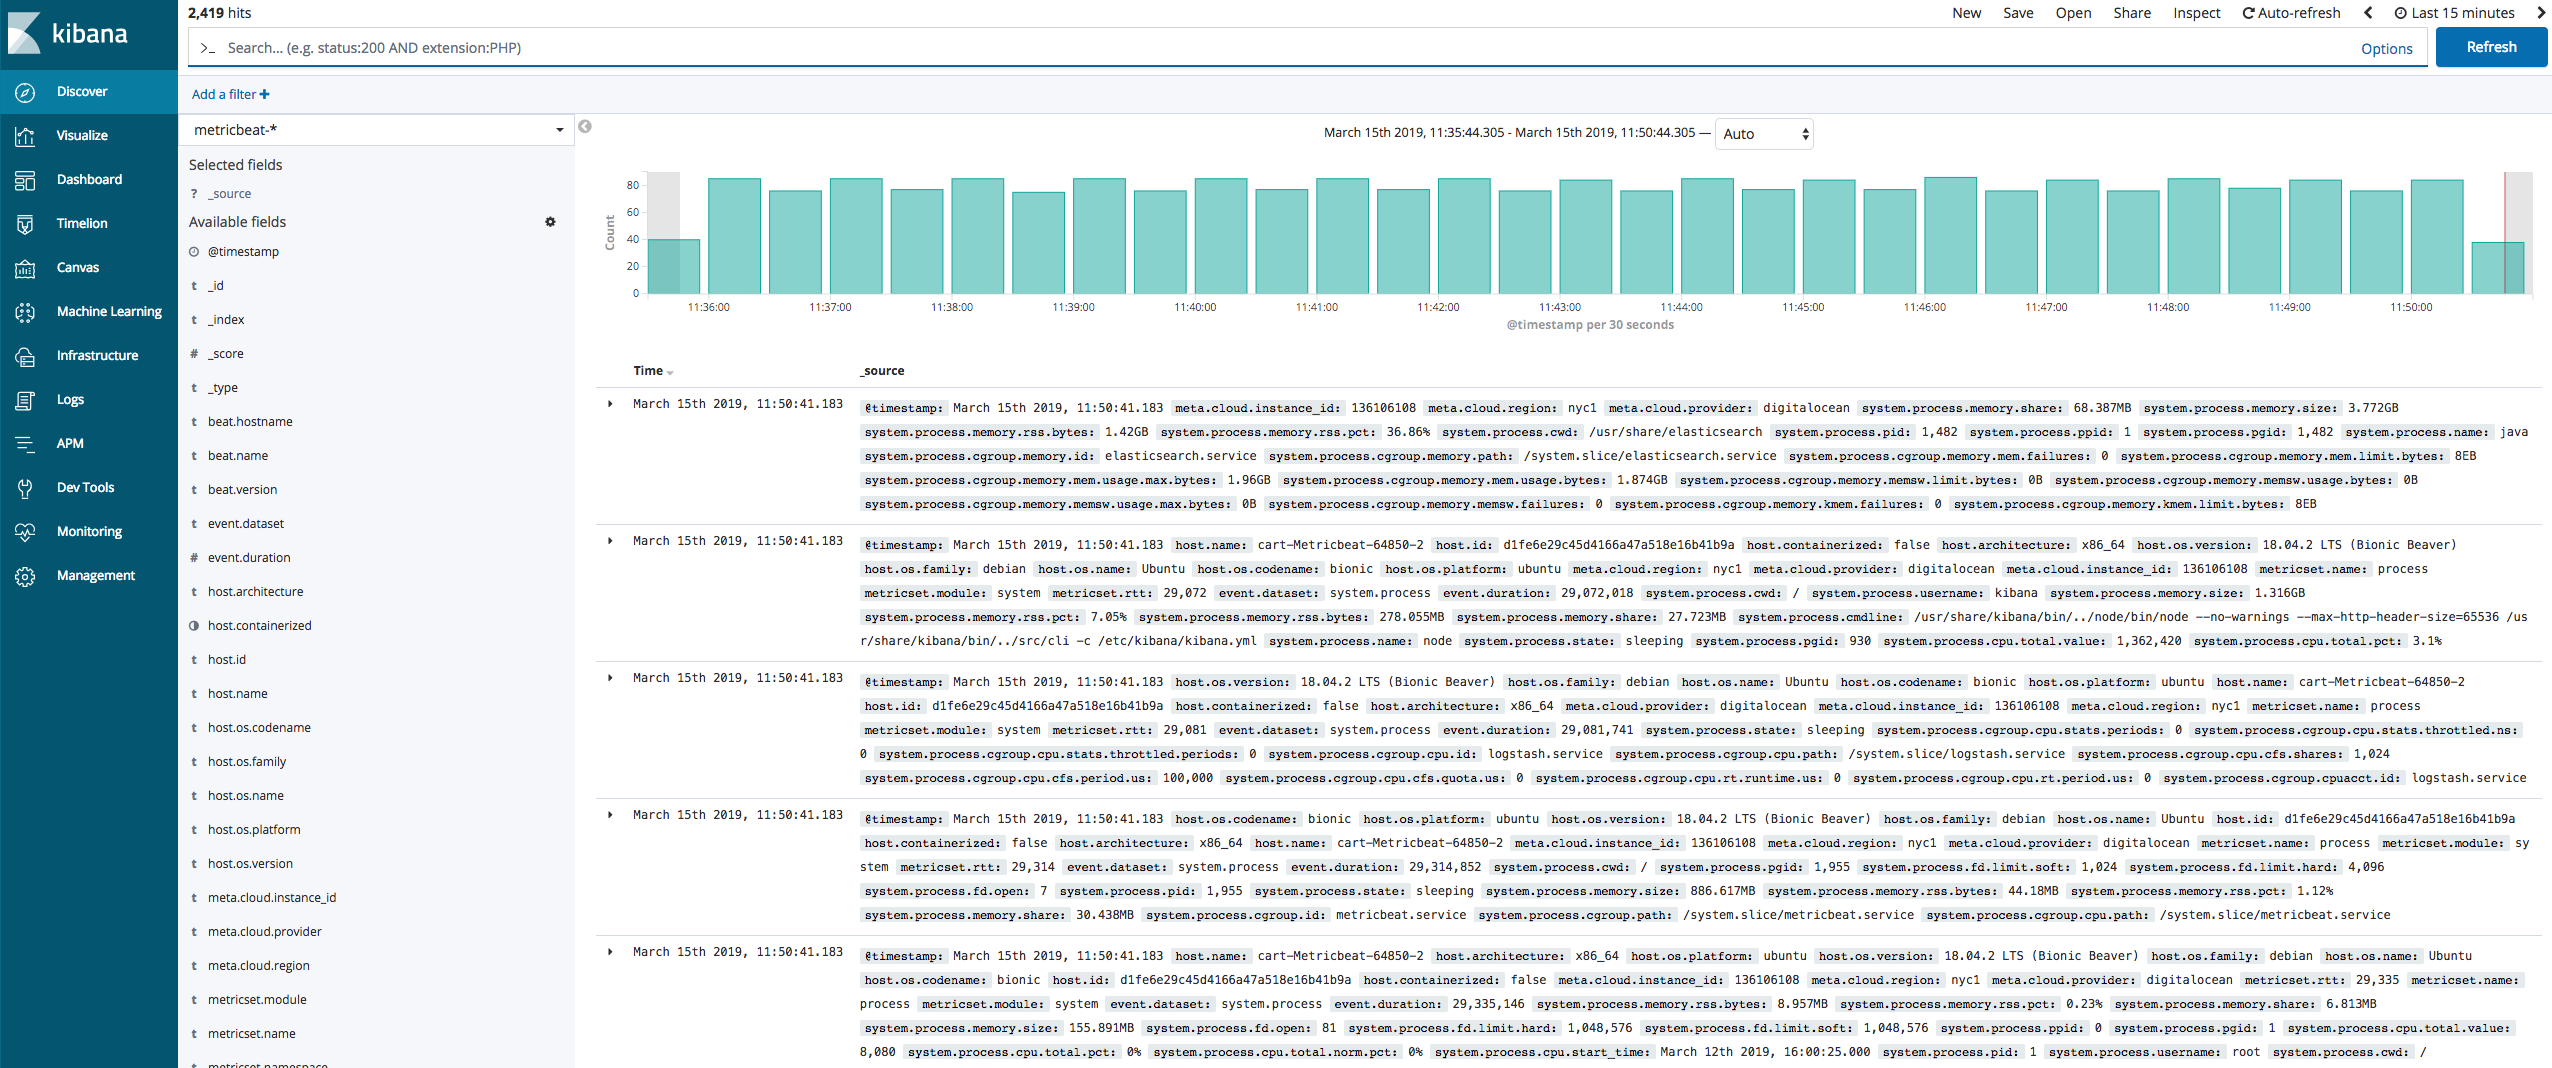 kibana
Discover
Visualize
Dashboard
Timelion
Canvas
Machine Learning
Infrastructure
Logs
APM
Dev Tools
Monitoring
Management
2,419 hits
New Save Open Share Inspect Auto-refresh Last 15 minutes
>_ Search... (e.g. status:200 AND extension:PHP) Options Refresh
Add a filter +
metricbeat-*
Selected fields
? _source
Available fields
@timestamp
t _id
t _index
# _score
t _type
t beat.hostname
t beat.name
t beat.version
t event.dataset
# event.duration
t host.architecture
host.containerized
t host.id
t host.name
t host.os.codename
t host.os.family
t host.os.name
t host.os.platform
t host.os.version
t meta.cloud.instance_id
t meta.cloud.provider
t meta.cloud.region
t metricset.module
t metricset.name
metricset.namespace
March 15th 2019, 11:35:44.305 - March 15th 2019, 11:50:44.305 — Auto
Count
80
60
40
20
0
11:36:00 11:37:00 11:38:00 11:39:00 11:40:00 11:41:00 11:42:00 11:43:00 11:44:00 11:45:00 11:46:00 11:47:00 11:48:00 11:49:00 11:50:00
@timestamp per 30 seconds
Time _source
March 15th 2019, 11:50:41.183 @timestamp: March 15th 2019, 11:50:41.183 meta.cloud.instance_id: 136106108 meta.cloud.region: nyc1 meta.cloud.provider: digitalocean system.process.memory.share: 68.387MB system.process.memory.size: 3.772GB
system.process.memory.rss.bytes: 1.42GB system.process.memory.rss.pct: 36.86% system.process.cwd: /usr/share/elasticsearch system.process.pid: 1,482 system.process.ppid: 1 system.process.pgid: 1,482 system.process.name: java
system.process.cgroup.memory.id: elasticsearch.service system.process.cgroup.memory.path: /system.slice/elasticsearch.service system.process.cgroup.memory.mem.failures: 0 system.process.cgroup.memory.mem.limit.bytes: 8EB
system.process.cgroup.memory.mem.usage.max.bytes: 1.96GB system.process.cgroup.memory.mem.usage.bytes: 1.874GB system.process.cgroup.memory.memsw.limit.bytes: 0B system.process.cgroup.memory.memsw.usage.bytes: 0B
system.process.cgroup.memory.memsw.usage.max.bytes: 0B system.process.cgroup.memory.memsw.failures: 0 system.process.cgroup.memory.kmem.failures: 0 system.process.cgroup.memory.kmem.limit.bytes: 8EB
March 15th 2019, 11:50:41.183 @timestamp: March 15th 2019, 11:50:41.183 host.name: cart-Metricbeat-64850-2 host.id: d1fe6e29c45d4166a47a518e16b41b9a host.containerized: false host.architecture: x86_64 host.os.version: 18.04.2 LTS (Bionic Beaver)
host.os.family: debian host.os.name: Ubuntu host.os.codename: bionic host.os.platform: ubuntu meta.cloud.region: nyc1 meta.cloud.provider: digitalocean meta.cloud.instance_id: 136106108 metricset.name: process
metricset.module: system metricset.rtt: 29,072 event.dataset: system.process event.duration: 29,072,018 system.process.cwd: / system.process.username: kibana system.process.memory.size: 1.316GB
system.process.memory.rss.pct: 7.05% system.process.memory.rss.bytes: 278.055MB system.process.memory.share: 27.723MB system.process.cmdline: /usr/share/kibana/bin/../node/bin/node --no-warnings --max-http-header-size=65536 /us
r/share/kibana/bin/../src/cli -c /etc/kibana/kibana.yml system.process.name: node system.process.state: sleeping system.process.pgid: 930 system.process.cpu.total.value: 1,362,420 system.process.cpu.total.pct: 3.1%
March 15th 2019, 11:50:41.183 @timestamp: March 15th 2019, 11:50:41.183 host.os.version: 18.04.2 LTS (Bionic Beaver) host.os.family: debian host.os.name: Ubuntu host.os.codename: bionic host.os.platform: ubuntu host.name: cart-Metricbeat-64850-2
host.id: d1fe6e29c45d4166a47a518e16b41b9a host.containerized: false host.architecture: x86_64 meta.cloud.provider: digitalocean meta.cloud.instance_id: 136106108 meta.cloud.region: nyc1 metricset.name: process
metricset.module: system metricset.rtt: 29,081 event.dataset: system.process event.duration: 29,081,741 system.process.state: sleeping system.process.cgroup.cpu.stats.periods: 0 system.process.cgroup.cpu.stats.throttled.ns:
0 system.process.cgroup.cpu.stats.throttled.periods: 0 system.process.cgroup.cpu.id: logstash.service system.process.cgroup.cpu.path: /system.slice/logstash.service system.process.cgroup.cpu.cfs.shares: 1,024
system.process.cgroup.cpu.cfs.period.us: 100,000 system.process.cgroup.cpu.cfs.quota.us: 0 system.process.cgroup.cpu.rt.runtime.us: 0 system.process.cgroup.cpu.rt.period.us: 0 system.process.cgroup.cpuacct.id: logstash.service
March 15th 2019, 11:50:41.183 @timestamp: March 15th 2019, 11:50:41.183 host.os.codename: bionic host.os.platform: ubuntu host.os.version: 18.04.2 LTS (Bionic Beaver) host.os.family: debian host.os.name: Ubuntu host.id: d1fe6e29c45d4166a47a518e16b41b9a
host.containerized: false host.architecture: x86_64 host.name: cart-Metricbeat-64850-2 meta.cloud.instance_id: 136106108 meta.cloud.region: nyc1 meta.cloud.provider: digitalocean metricset.name: process metricset.module: sy
stem metricset.rtt: 29,314 event.dataset: system.process event.duration: 29,314,852 system.process.cwd: / system.process.pgid: 1,955 system.process.fd.limit.soft: 1,024 system.process.fd.limit.hard: 4,096
system.process.fd.open: 7 system.process.pid: 1,955 system.process.state: sleeping system.process.memory.size: 886.617MB system.process.memory.rss.bytes: 44.18MB system.process.memory.rss.pct: 1.12%
system.process.memory.share: 30.438MB system.process.cgroup.id: metricbeat.service system.process.cgroup.path: /system.slice/metricbeat.service system.process.cgroup.cpu.path: /system.slice/metricbeat.service
March 15th 2019, 11:50:41.183 @timestamp: March 15th 2019, 11:50:41.183 host.name: cart-Metricbeat-64850-2 host.architecture: x86_64 host.os.platform: ubuntu host.os.version: 18.04.2 LTS (Bionic Beaver) host.os.family: debian host.os.name: Ubuntu
host.os.codename: bionic host.id: d1fe6e29c45d4166a47a518e16b41b9a host.containerized: false meta.cloud.instance_id: 136106108 meta.cloud.region: nyc1 meta.cloud.provider: digitalocean metricset.rtt: 29,335 metricset.name:
process metricset.module: system event.dataset: system.process event.duration: 29,335,146 system.process.memory.rss.bytes: 8.957MB system.process.memory.rss.pct: 0.23% system.process.memory.share: 6.813MB
system.process.memory.size: 155.891MB system.process.fd.open: 81 system.process.fd.limit.hard: 1,048,576 system.process.fd.limit.soft: 1,048,576 system.process.ppid: 0 system.process.pgid: 1 system.process.cpu.total.value:
8,080 system.process.cpu.total.pct: 0% system.process.cpu.total.norm.pct: 0% system.process.cpu.start_time: March 12th 2019, 16:00:25.000 system.process.pid: 1 system.process.username: root system.process.cwd: /